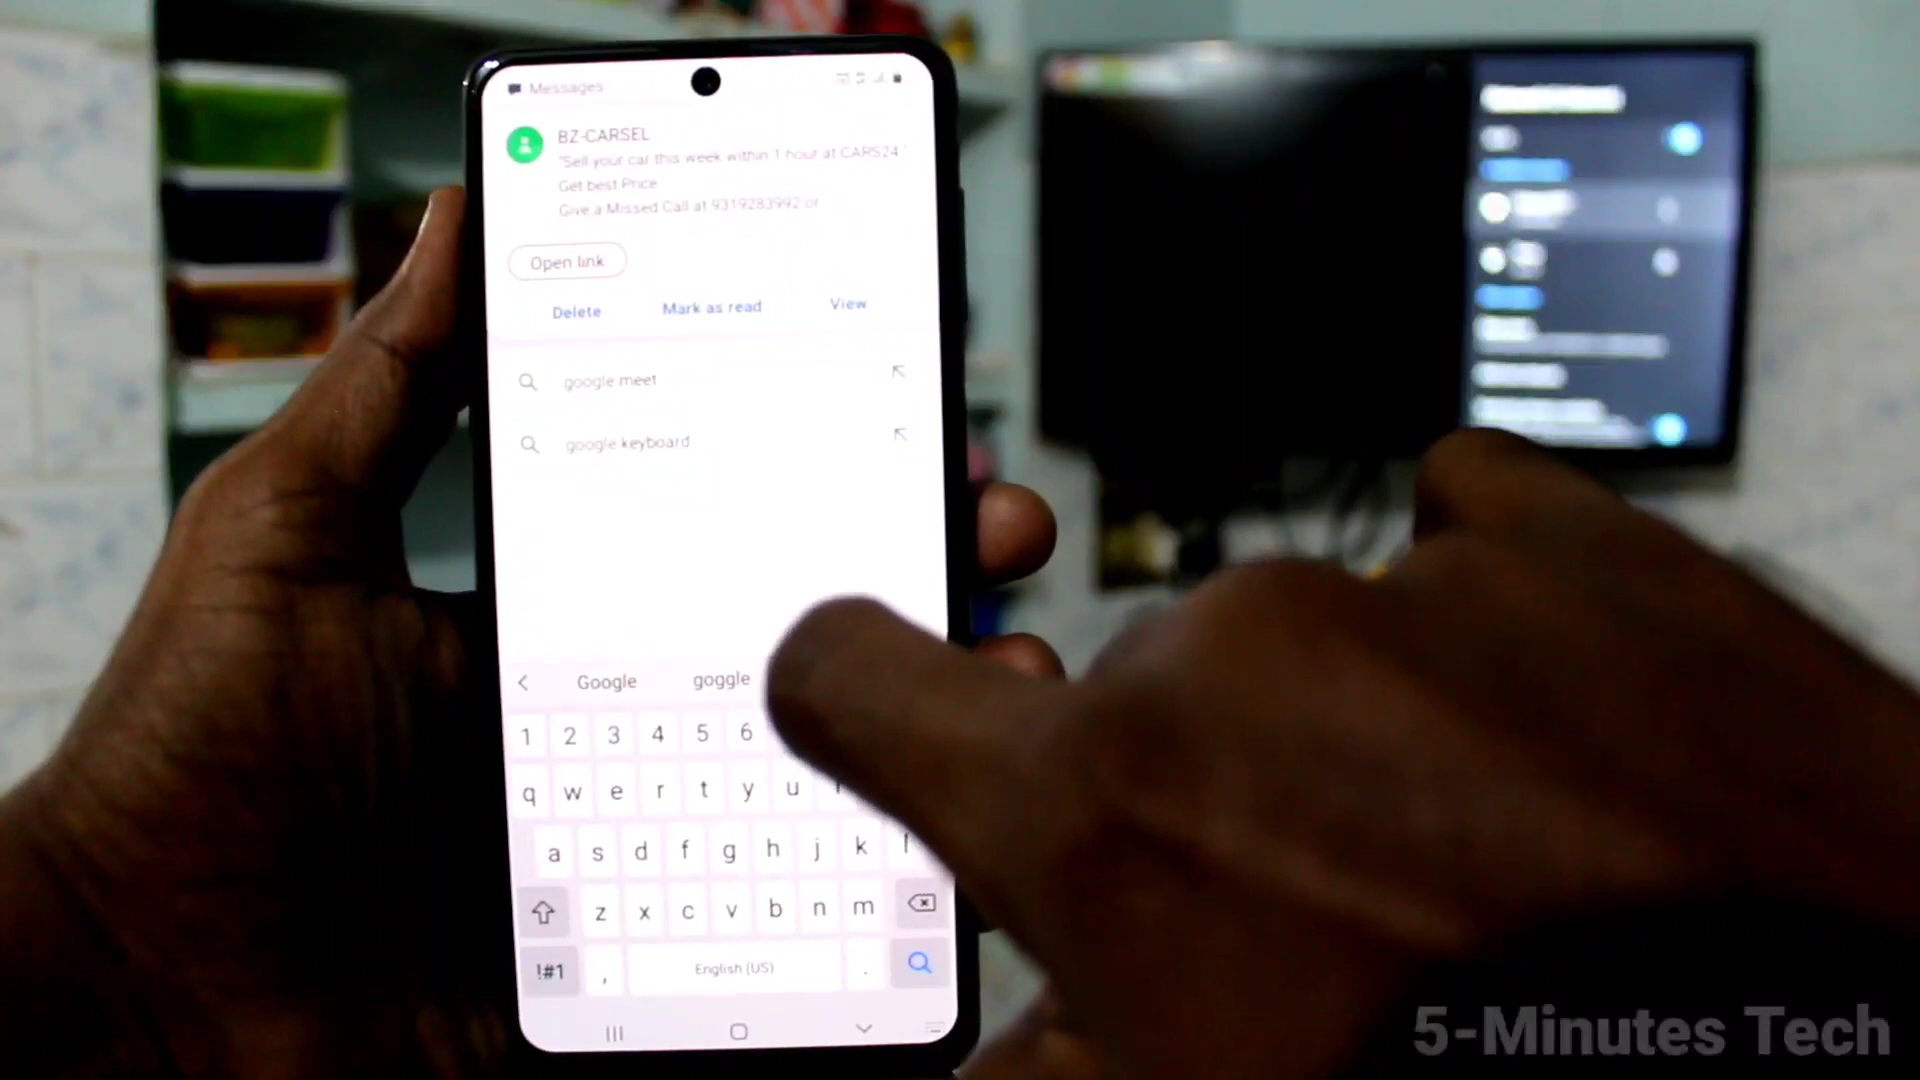 Messages
BZ-CARSEL
"Sell your car this week within 1 hour at CARS24 "
Get best Price
Give a Missed Call at 9319283992 or
Open link
Delete Mark as read View
google meet
google keyboard
Google goggle
1 2 3 4 5 6
q w e r t y u
a s d f g h j k l
z x c v b n m
!#1 , English (US) .
5-Minutes Tech